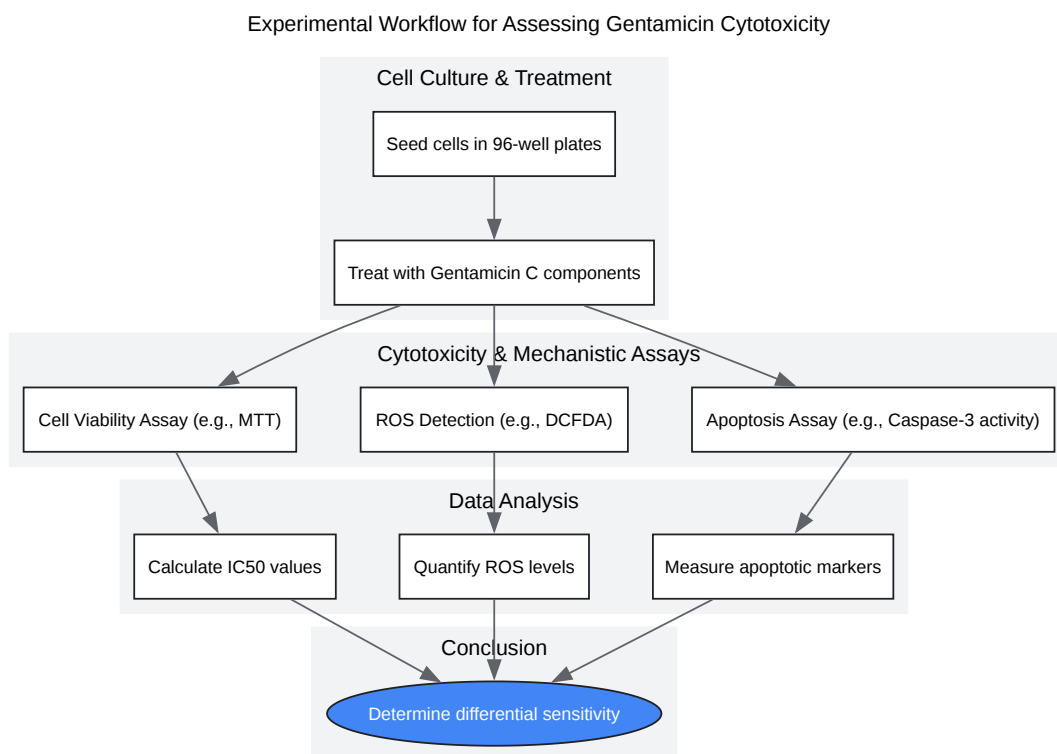 Experimental Workflow for Assessing Gentamicin Cytotoxicity
Cell Culture & Treatment
Seed cells in 96-well plates
Treat with Gentamicin C components
Cytotoxicity & Mechanistic Assays
Cell Viability Assay (e.g., MTT)
ROS Detection (e.g., DCFDA)
Apoptosis Assay (e.g., Caspase-3 activity)
Data Analysis
Calculate IC50 values
Quantify ROS levels
Measure apoptotic markers
Conclusion
Determine differential sensitivity